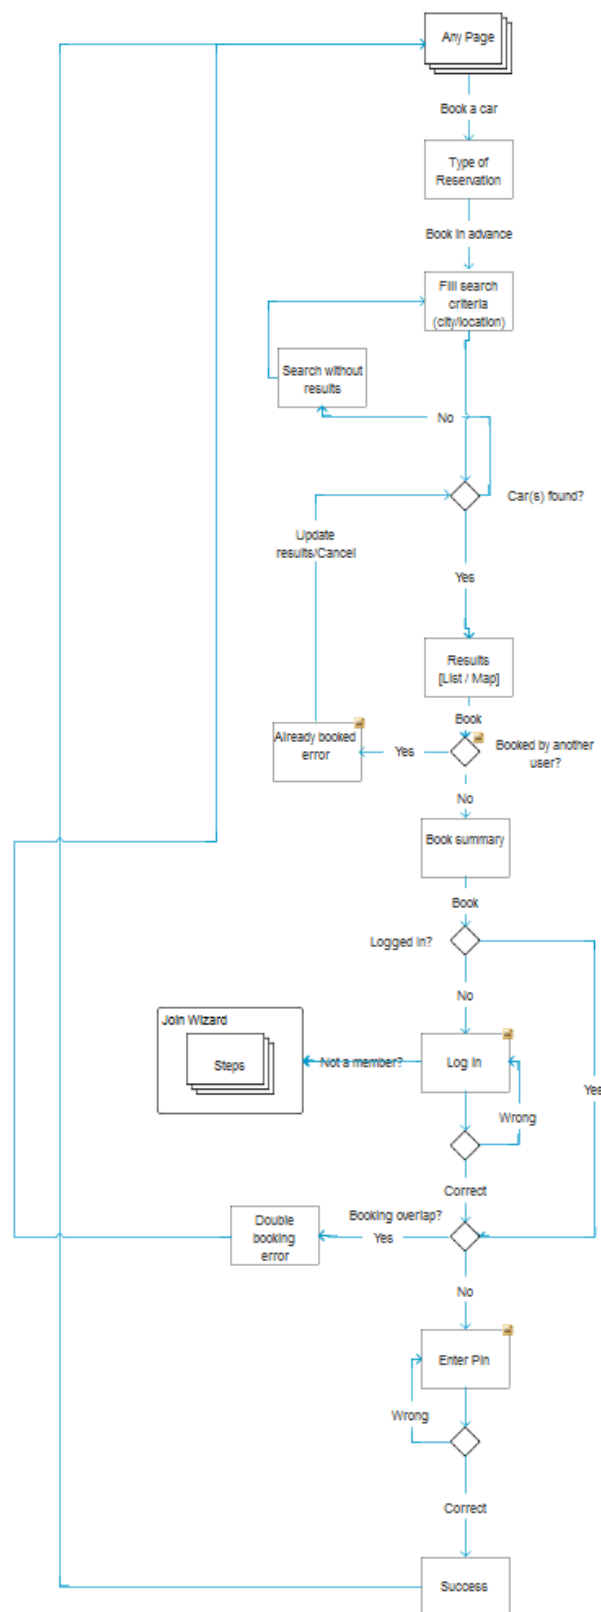 Any Page
Book a car
Type of
Reservation
Book in advance
Fill search
criteria
(city/location)
Search without
results
No
Car(s) found?
Update
results/Cancel
Yes
Results
[List / Map]
Book
Already booked
error
Yes
Booked by another
user?
No
Book summary
Book
Logged in?
No
Join Wizard
Steps
Not a member?
Log in
Yes
Wrong
Correct
Booking overlap?
Double
booking
error
Yes
No
Enter Pin
Wrong
Correct
Success